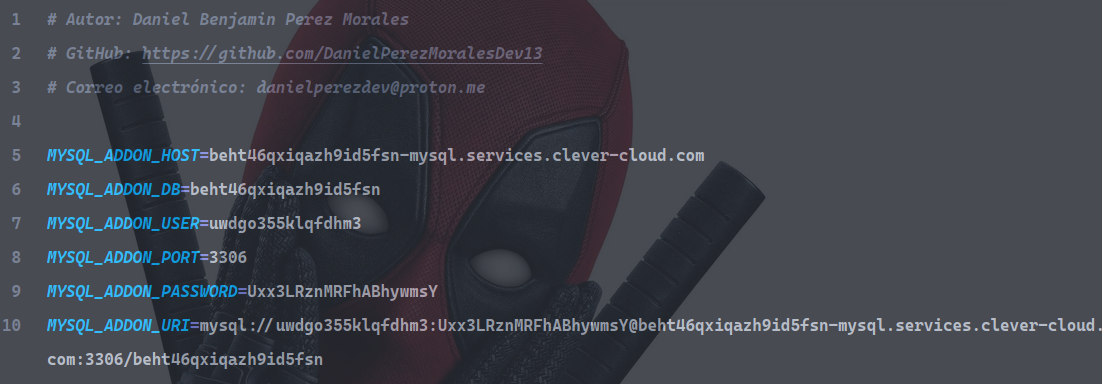 1 # Autor: Daniel Benjamin Perez Morales
2 # GitHub: https://github.com/DanielPerezMoralesDev13
3 # Correo electrónico: danielperezdev@proton.me
4
5 MYSQL_ADDON_HOST=beht46qxiqazh9id5fsn-mysql.services.clever-cloud.com
6 MYSQL_ADDON_DB=beht46qxiqazh9id5fsn
7 MYSQL_ADDON_USER=uwdgo355klqfdhm3
8 MYSQL_ADDON_PORT=3306
9 MYSQL_ADDON_PASSWORD=Uxx3LRznMRFhABhywmsY
10 MYSQL_ADDON_URI=mysql://uwdgo355klqfdhm3:Uxx3LRznMRFhABhywmsY@beht46qxiqazh9id5fsn-mysql.services.clever-cloud.
com:3306/beht46qxiqazh9id5fsn